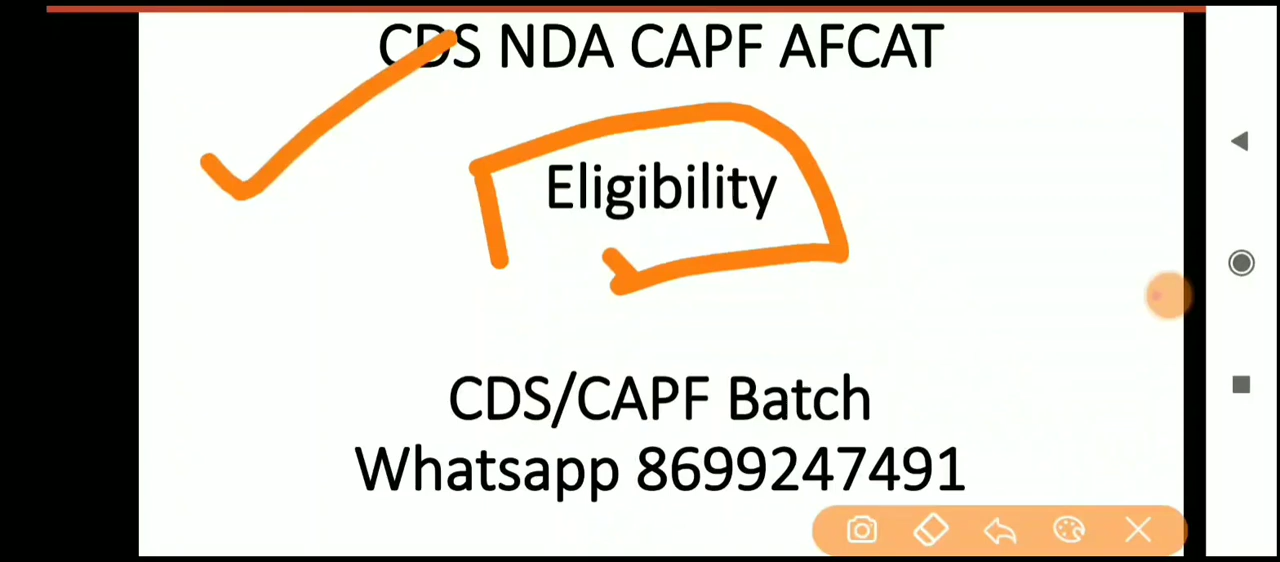 CDS NDA CAPF AFCAT
Eligibility
CDS/CAPF Batch
Whatsapp 8699247491